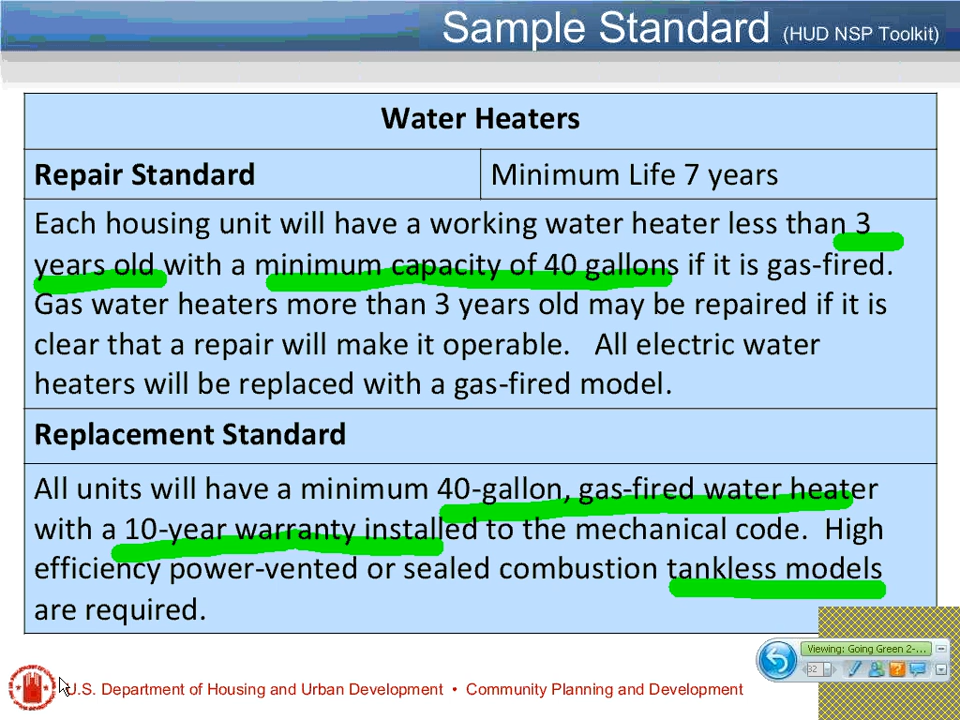 Sample Standard (HUD NSP Toolkit)
Water Heaters
Repair Standard
Minimum Life 7 years
Each housing unit will have a working water heater less than 3
years old with a minimum capacity of 40 gallons if it is gas-fired.
Gas water heaters more than 3 years old may be repaired if it is
clear that a repair will make it operable. All electric water
heaters will be replaced with a gas-fired model.
Replacement Standard
All units will have a minimum 40-gallon, gas-fired water heater
with a 10-year warranty installed to the mechanical code. High
efficiency power-vented or sealed combustion tankless models
are required.
Viewing: Going Green 2-...
32
U.S. Department of Housing and Urban Development • Community Planning and Development